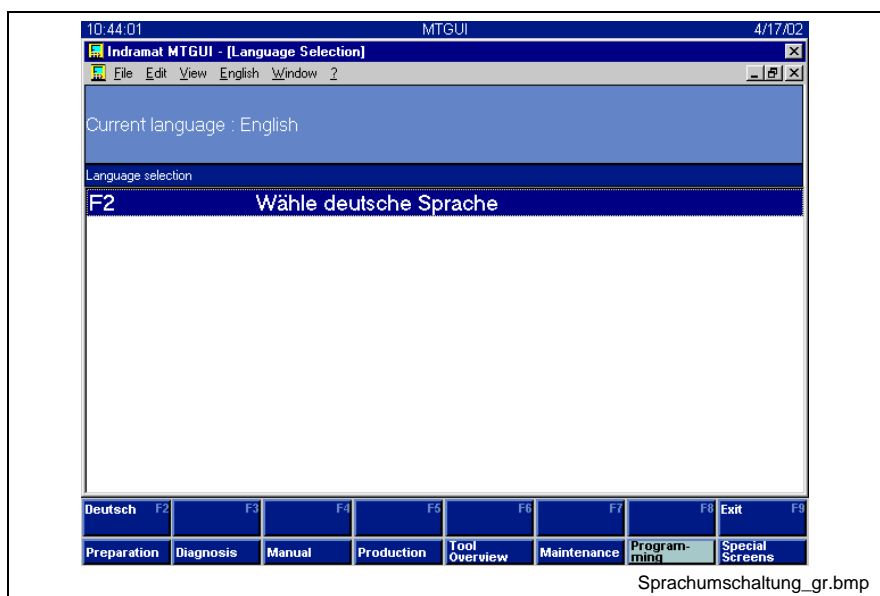 10:44:01 MTGUI 4/17/02
Indramat MTGUI - [Language Selection]
File Edit View English Window ?
Current language : English
Language selection
F2 Wähle deutsche Sprache
Deutsch F2 F3 F4 F5 F6 F7 F8 Exit F9
Preparation Diagnosis Manual Production Tool Overview Maintenance Program-ming Special Screens
Sprachumschaltung_gr.bmp